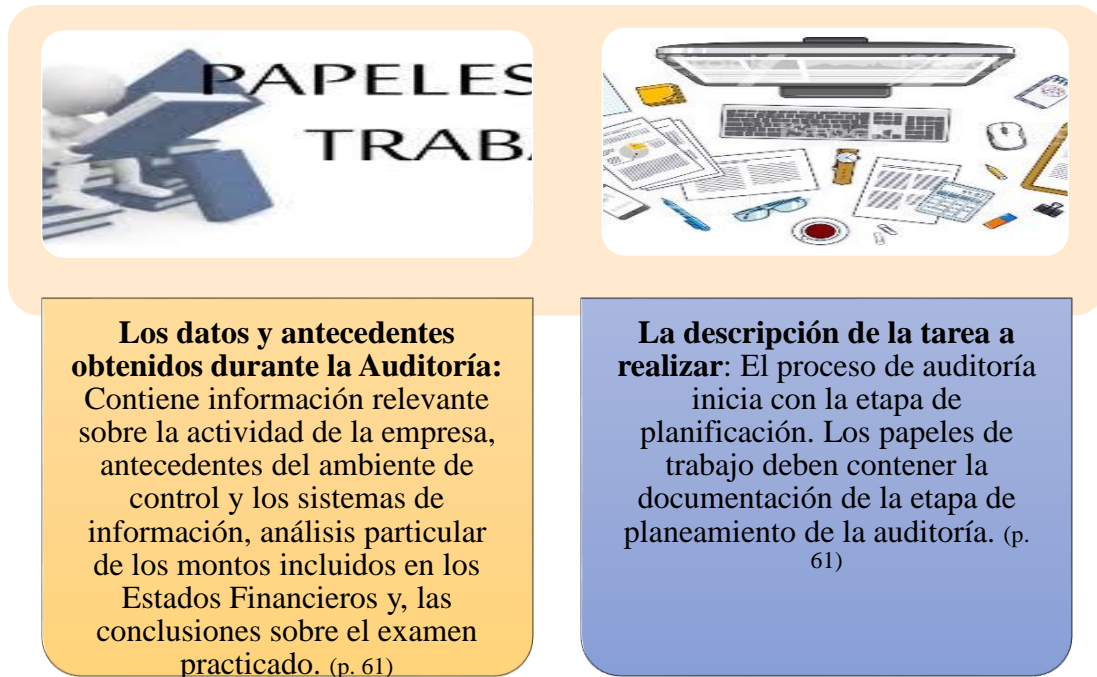 PAPELES
TRAB
Los datos y antecedentes
obtenidos durante la Auditoría:
Contiene información relevante
sobre la actividad de la empresa,
antecedentes del ambiente de
control y los sistemas de
información, análisis particular
de los montos incluidos en los
Estados Financieros y, las
conclusiones sobre el examen
practicado. (p. 61)
La descripción de la tarea a
realizar: El proceso de auditoría
inicia con la etapa de
planificación. Los papeles de
trabajo deben contener la
documentación de la etapa de
planeamiento de la auditoría. (p.
61)